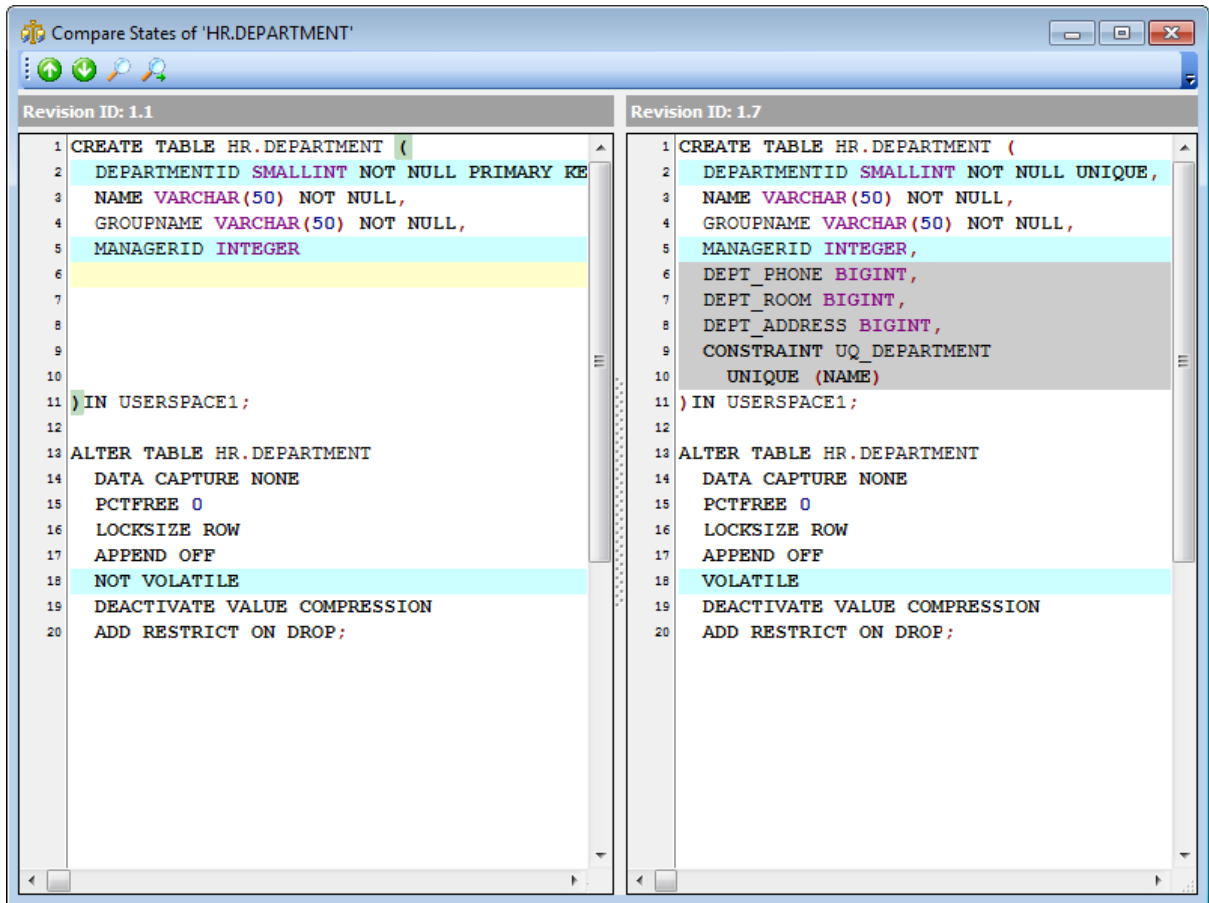 Compare States of 'HR.DEPARTMENT'
Revision ID: 1.1
1 CREATE TABLE HR.DEPARTMENT (
2 DEPARTMENTID SMALLINT NOT NULL PRIMARY KE
3 NAME VARCHAR(50) NOT NULL,
4 GROUPNAME VARCHAR(50) NOT NULL,
5 MANAGERID INTEGER
6
7
8
9
10
11 )IN USERSPACE1;
12
13 ALTER TABLE HR.DEPARTMENT
14 DATA CAPTURE NONE
15 PCTFREE 0
16 LOCKSIZE ROW
17 APPEND OFF
18 NOT VOLATILE
19 DEACTIVATE VALUE COMPRESSION
20 ADD RESTRICT ON DROP;
Revision ID: 1.7
1 CREATE TABLE HR.DEPARTMENT (
2 DEPARTMENTID SMALLINT NOT NULL UNIQUE,
3 NAME VARCHAR(50) NOT NULL,
4 GROUPNAME VARCHAR(50) NOT NULL,
5 MANAGERID INTEGER,
6 DEPT_PHONE BIGINT,
7 DEPT_ROOM BIGINT,
8 DEPT_ADDRESS BIGINT,
9 CONSTRAINT UQ_DEPARTMENT
10 UNIQUE (NAME)
11 )IN USERSPACE1;
12
13 ALTER TABLE HR.DEPARTMENT
14 DATA CAPTURE NONE
15 PCTFREE 0
16 LOCKSIZE ROW
17 APPEND OFF
18 VOLATILE
19 DEACTIVATE VALUE COMPRESSION
20 ADD RESTRICT ON DROP;